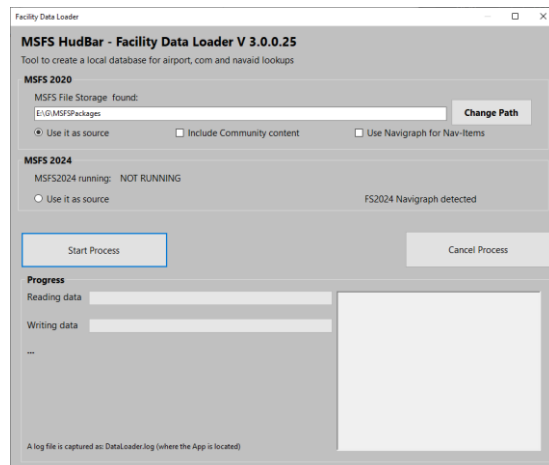 Facility Data Loader
MSFS HudBar - Facility Data Loader V 3.0.0.25
Tool to create a local database for airport, com and navaid lookups
MSFS 2020
MSFS File Storage found:
E:\G\MSFSPackages
Change Path
Use it as source
Include Community content
Use Navigraph for Nav-Items
MSFS 2024
MSFS2024 running: NOT RUNNING
Use it as source
FS2024 Navigraph detected
Start Process
Cancel Process
Progress
Reading data
Writing data
...
A log file is captured as: DataLoader.log (where the App is located)